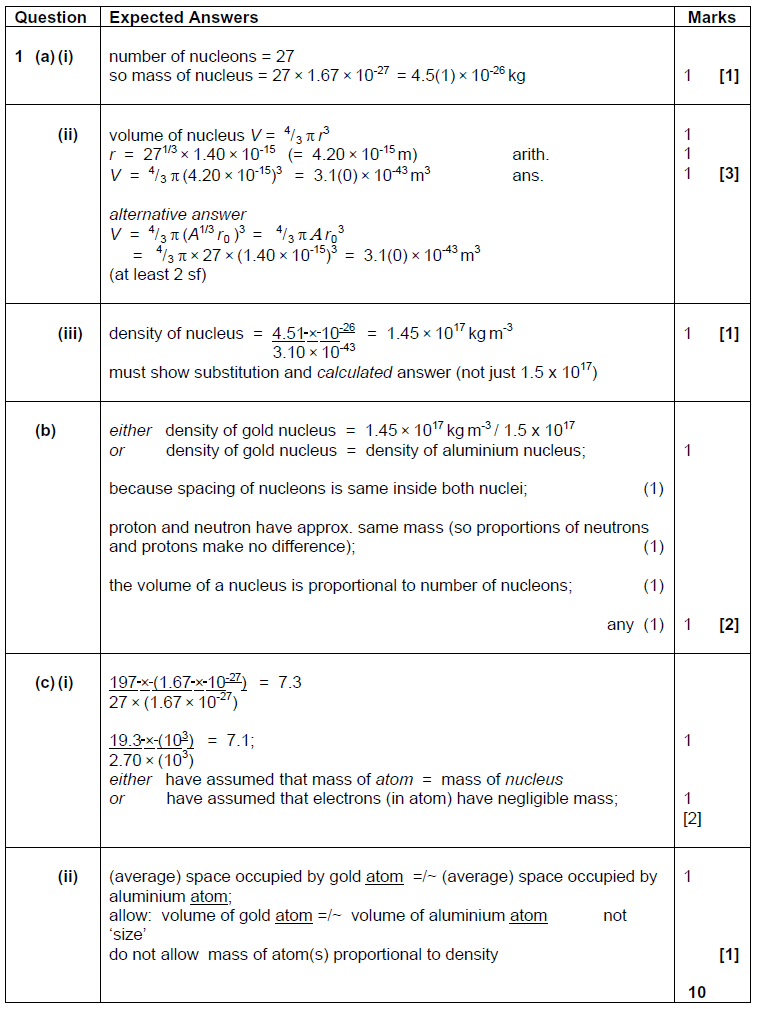 Question Expected Answers Marks
1 (a)(i) number of nucleons = 27
so mass of nucleus = 27 × 1.67 × 10⁻²⁷ = 4.5(1) × 10⁻²⁶ kg 1 [1]
(ii) volume of nucleus V = ⁴/₃ π r³ 1
r = 27^1/3 × 1.40 × 10⁻¹⁵ (= 4.20 × 10⁻¹⁵ m) arith. 1
V = ⁴/₃ π (4.20 × 10⁻¹⁵)³ = 3.1(0) × 10⁻⁴³ m³ ans. 1 [3]
alternative answer
V = ⁴/₃ π (A^1/3 r₀ )³ = ⁴/₃ π A r₀³
= ⁴/₃ π × 27 × (1.40 × 10⁻¹⁵)³ = 3.1(0) × 10⁻⁴³ m³
(at least 2 sf)
(iii) density of nucleus = 4.51 × 10⁻²⁶ = 1.45 × 10¹⁷ kg m⁻³ 1 [1]
3.10 × 10⁻⁴³
must show substitution and calculated answer (not just 1.5 x 10¹⁷)
(b) either density of gold nucleus = 1.45 × 10¹⁷ kg m⁻³ / 1.5 x 10¹⁷
or density of gold nucleus = density of aluminium nucleus; 1
because spacing of nucleons is same inside both nuclei; (1)
proton and neutron have approx. same mass (so proportions of neutrons
and protons make no difference); (1)
the volume of a nucleus is proportional to number of nucleons; (1)
any (1) 1 [2]
(c)(i) 197 × (1.67 × 10⁻²⁷) = 7.3
27 × (1.67 × 10⁻²⁷)
19.3 × (10³) = 7.1; 1
2.70 × (10³)
either have assumed that mass of atom = mass of nucleus
or have assumed that electrons (in atom) have negligible mass; 1
[2]
(ii) (average) space occupied by gold atom =/~ (average) space occupied by 1
aluminium atom;
allow: volume of gold atom =/~ volume of aluminium atom not
‘size’
do not allow mass of atom(s) proportional to density [1]
10